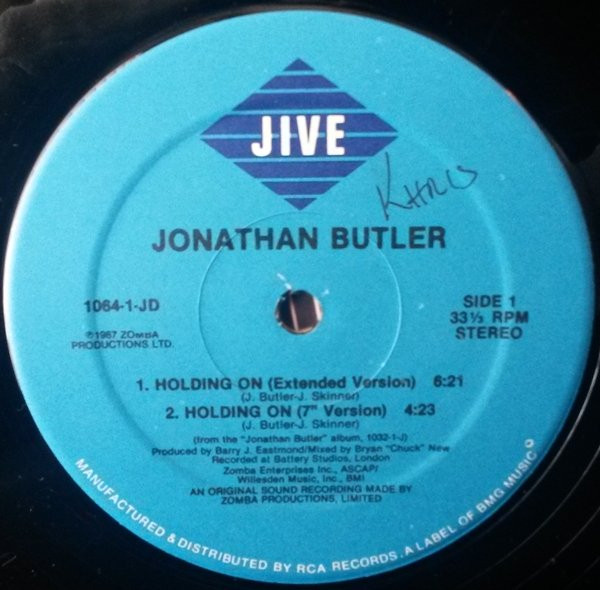 JIVE
KHRIS
JONATHAN BUTLER
1064-1-JD
℗1987 ZOMBA
PRODUCTIONS LTD.
SIDE 1
33⅓ RPM
STEREO
1. HOLDING ON (Extended Version) 6:21
(J. Butler-J. Skinner)
2. HOLDING ON (7" Version) 4:23
(J. Butler-J. Skinner)
(from the "Jonathan Butler" album, 1032-1-J)
Produced by Barry J. Eastmond/Mixed by Bryan "Chuck" New
Recorded at Battery Studios, London
Zomba Enterprises Inc., ASCAP/
Willesden Music, Inc., BMI
AN ORIGINAL SOUND RECORDING MADE BY
ZOMBA PRODUCTIONS, LIMITED
MANUFACTURED & DISTRIBUTED BY RCA RECORDS. A LABEL OF BMG MUSIC